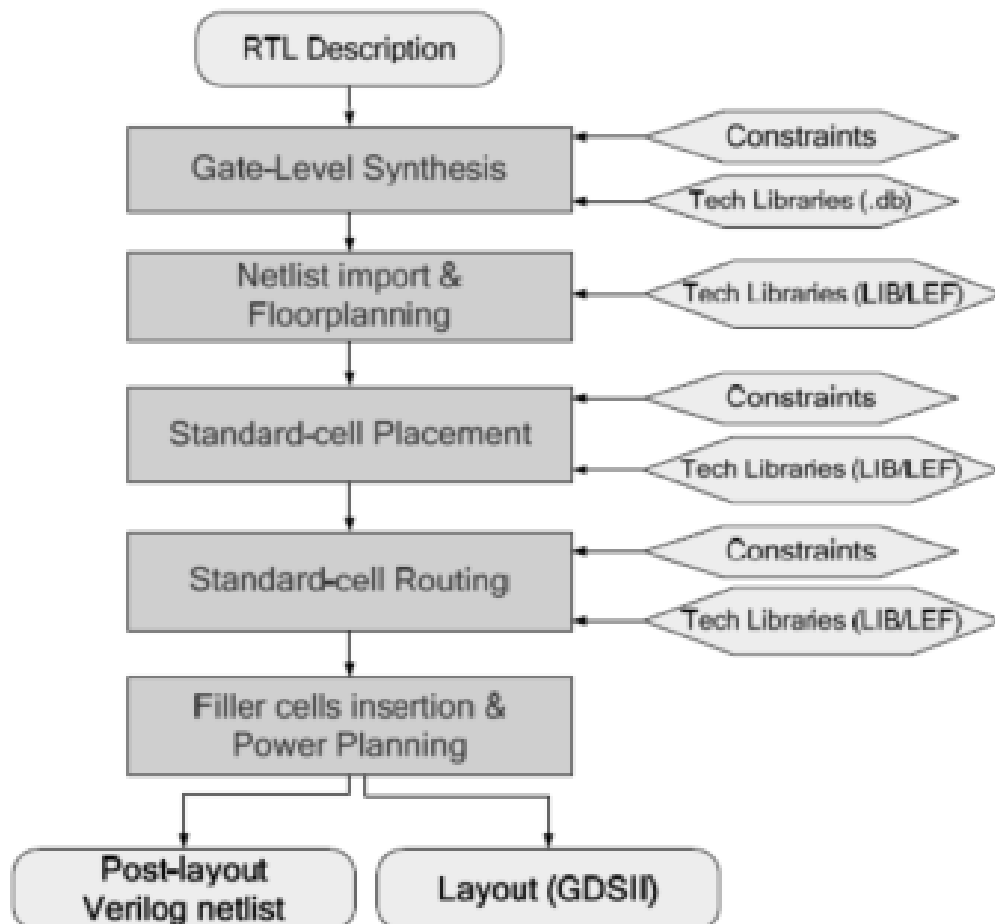 RTL Description
Gate-Level Synthesis
Constraints
Tech Libraries (.db)
Netlist import &
Floorplanning
Tech Libraries (LIB/LEF)
Standard-cell Placement
Constraints
Tech Libraries (LIB/LEF)
Standard-cell Routing
Constraints
Tech Libraries (LIB/LEF)
Filler cells insertion &
Power Planning
Post-layout
Verilog netlist
Layout (GDSII)